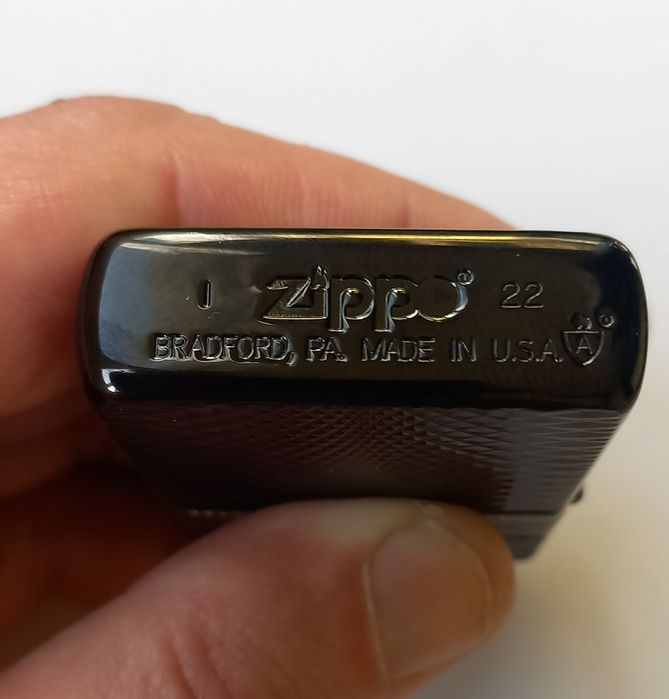 I Zippo® 22
BRADFORD, PA. MADE IN U.S.A. A®